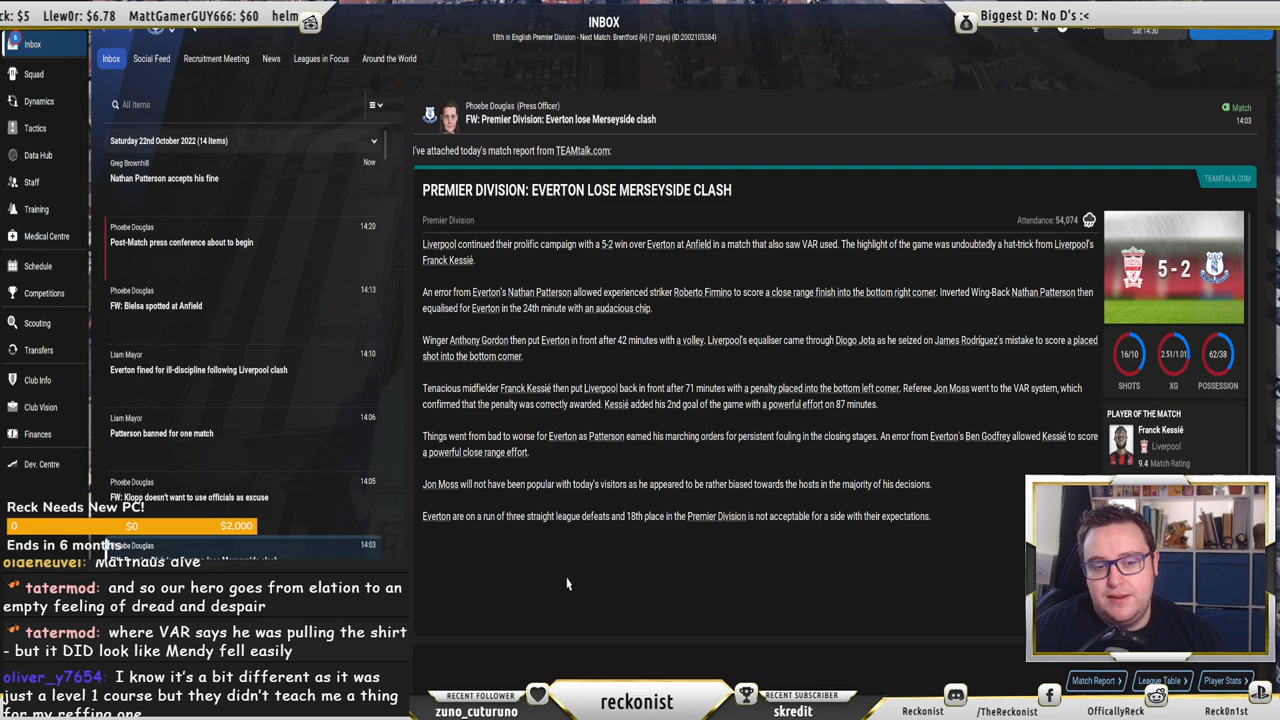 ck: $5 Llew0r: $6.78 MattGamerGUY666: $60 helm
INBOX
18th in English Premier Division - Next Match: Brentford (H) (7 days) (ID:2002105384)
Biggest D: No D's :<
Sat 14:30
6
Inbox
Squad
Dynamics
Tactics
Data Hub
Staff
Training
Medical Centre
Schedule
Competitions
Scouting
Transfers
Club Info
Club Vision
Finances
Dev. Centre
Inbox Social Feed Recruitment Meeting News Leagues in Focus Around the World
All Items
Saturday 22nd October 2022 (14 items)
Greg Brownhill Now
Nathan Patterson accepts his fine
Phoebe Douglas 14:20
Post-Match press conference about to begin
Phoebe Douglas 14:13
FW: Bielsa spotted at Anfield
Liam Mayor 14:10
Everton fined for ill-discipline following Liverpool clash
Liam Mayor 14:06
Patterson banned for one match
Phoebe Douglas 14:05
FW: Klopp doesn't want to use officials as excuse
14:03
Phoebe Douglas (Press Officer)
FW: Premier Division: Everton lose Merseyside clash
Match
14:03
I've attached today's match report from TEAMtalk.com:
TEAMTALK.COM
PREMIER DIVISION: EVERTON LOSE MERSEYSIDE CLASH
Premier Division
Attendance: 54,074
Liverpool continued their prolific campaign with a 5-2 win over Everton at Anfield in a match that also saw VAR used. The highlight of the game was undoubtedly a hat-trick from Liverpool's
Franck Kessié.
An error from Everton's Nathan Patterson allowed experienced striker Roberto Firmino to score a close range finish into the bottom right corner. Inverted Wing-Back Nathan Patterson then
equalised for Everton in the 24th minute with an audacious chip.
Winger Anthony Gordon then put Everton in front after 42 minutes with a volley. Liverpool's equaliser came through Diogo Jota as he seized on James Rodríguez's mistake to score a placed
shot into the bottom corner.
Tenacious midfielder Franck Kessié then put Liverpool back in front after 71 minutes with a penalty placed into the bottom left corner. Referee Jon Moss went to the VAR system, which
confirmed that the penalty was correctly awarded. Kessié added his 2nd goal of the game with a powerful effort on 87 minutes.
Things went from bad to worse for Everton as Patterson earned his marching orders for persistent fouling in the closing stages. An error from Everton's Ben Godfrey allowed Kessié to score
a powerful close range effort.
Jon Moss will not have been popular with today's visitors as he appeared to be rather biased towards the hosts in the majority of his decisions.
Everton are on a run of three straight league defeats and 18th place in the Premier Division is not acceptable for a side with their expectations.
5 - 2
16/10 2.51/1.01 62/38
SHOTS XG POSSESSION
PLAYER OF THE MATCH
Franck Kessié
Liverpool
9.4 Match Rating
Match Report > League Table > Player Stats >
Reck Needs New PC!
0 $0 $2,000
Ends in 6 months
oldeneuvel: Mattnaus alve
tatermod: and so our hero goes from elation to an
empty feeling of dread and despair
tatermod: where VAR says he was pulling the shirt
- but it DID look like Mendy fell easily
oliver_y7654: I know it's a bit different as it was
just a level 1 course but they didn't teach me a thing
for my reffing one
RECENT FOLLOWER
zuno_cuturuno
reckonist
RECENT SUBSCRIBER
skredit
Reckonist /TheReckonist OfficallyReck Reck0n1st